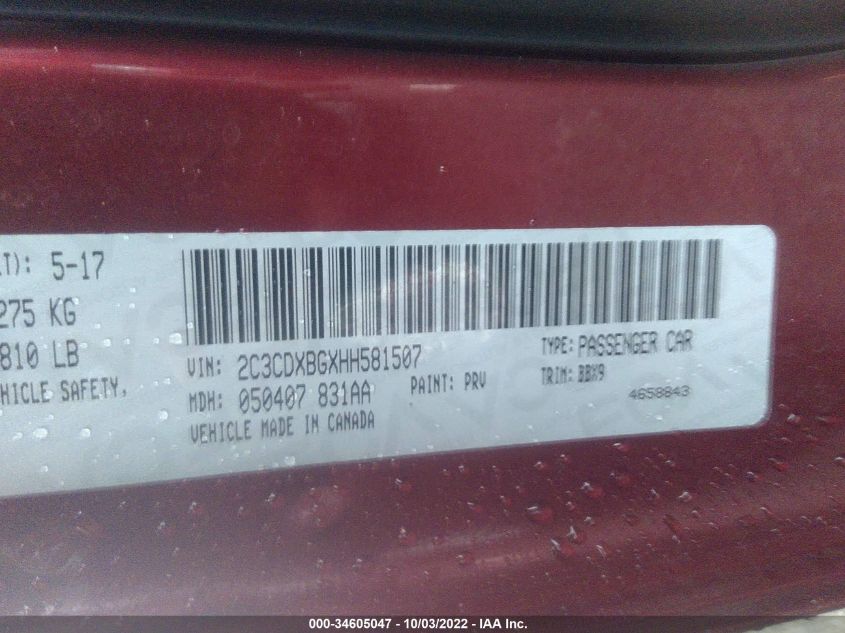 LT): 5-17
275 KG
810 LB
HICLE SAFETY,
VIN: 2C3CDXBGXHH581507
TYPE: PASSENGER CAR
MDH: 050407 831AA
PAINT: PRV
TRIM: BBX9
VEHICLE MADE IN CANADA
4658843
000-34605047 - 10/03/2022 - IAA Inc.